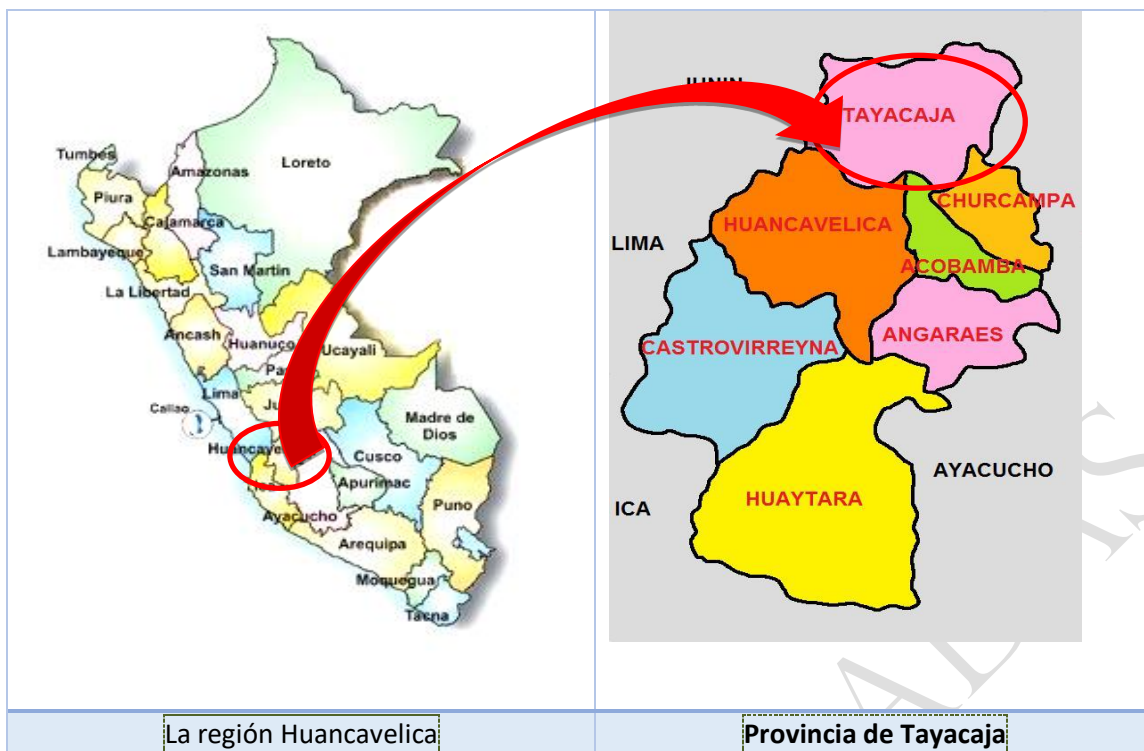 Tumbes
Amazonas
Loreto
Piura
Cajamarca
Lambayeque
San Martin
La Libertad
Ancash
Huanuco
Ucayali
Lima
Callao
Madre de
Dios
Cusco
Apurimac
Ayacucho
Puno
Arequipa
Moquegua
Tacna
JUNIN
TAYACAJA
CHURCAMPA
HUANCAVELICA
LIMA
ACOBAMBA
ANGARAES
CASTROVIRREYNA
AYACUCHO
HUAYTARA
ICA
La región Huancavelica
Provincia de Tayacaja